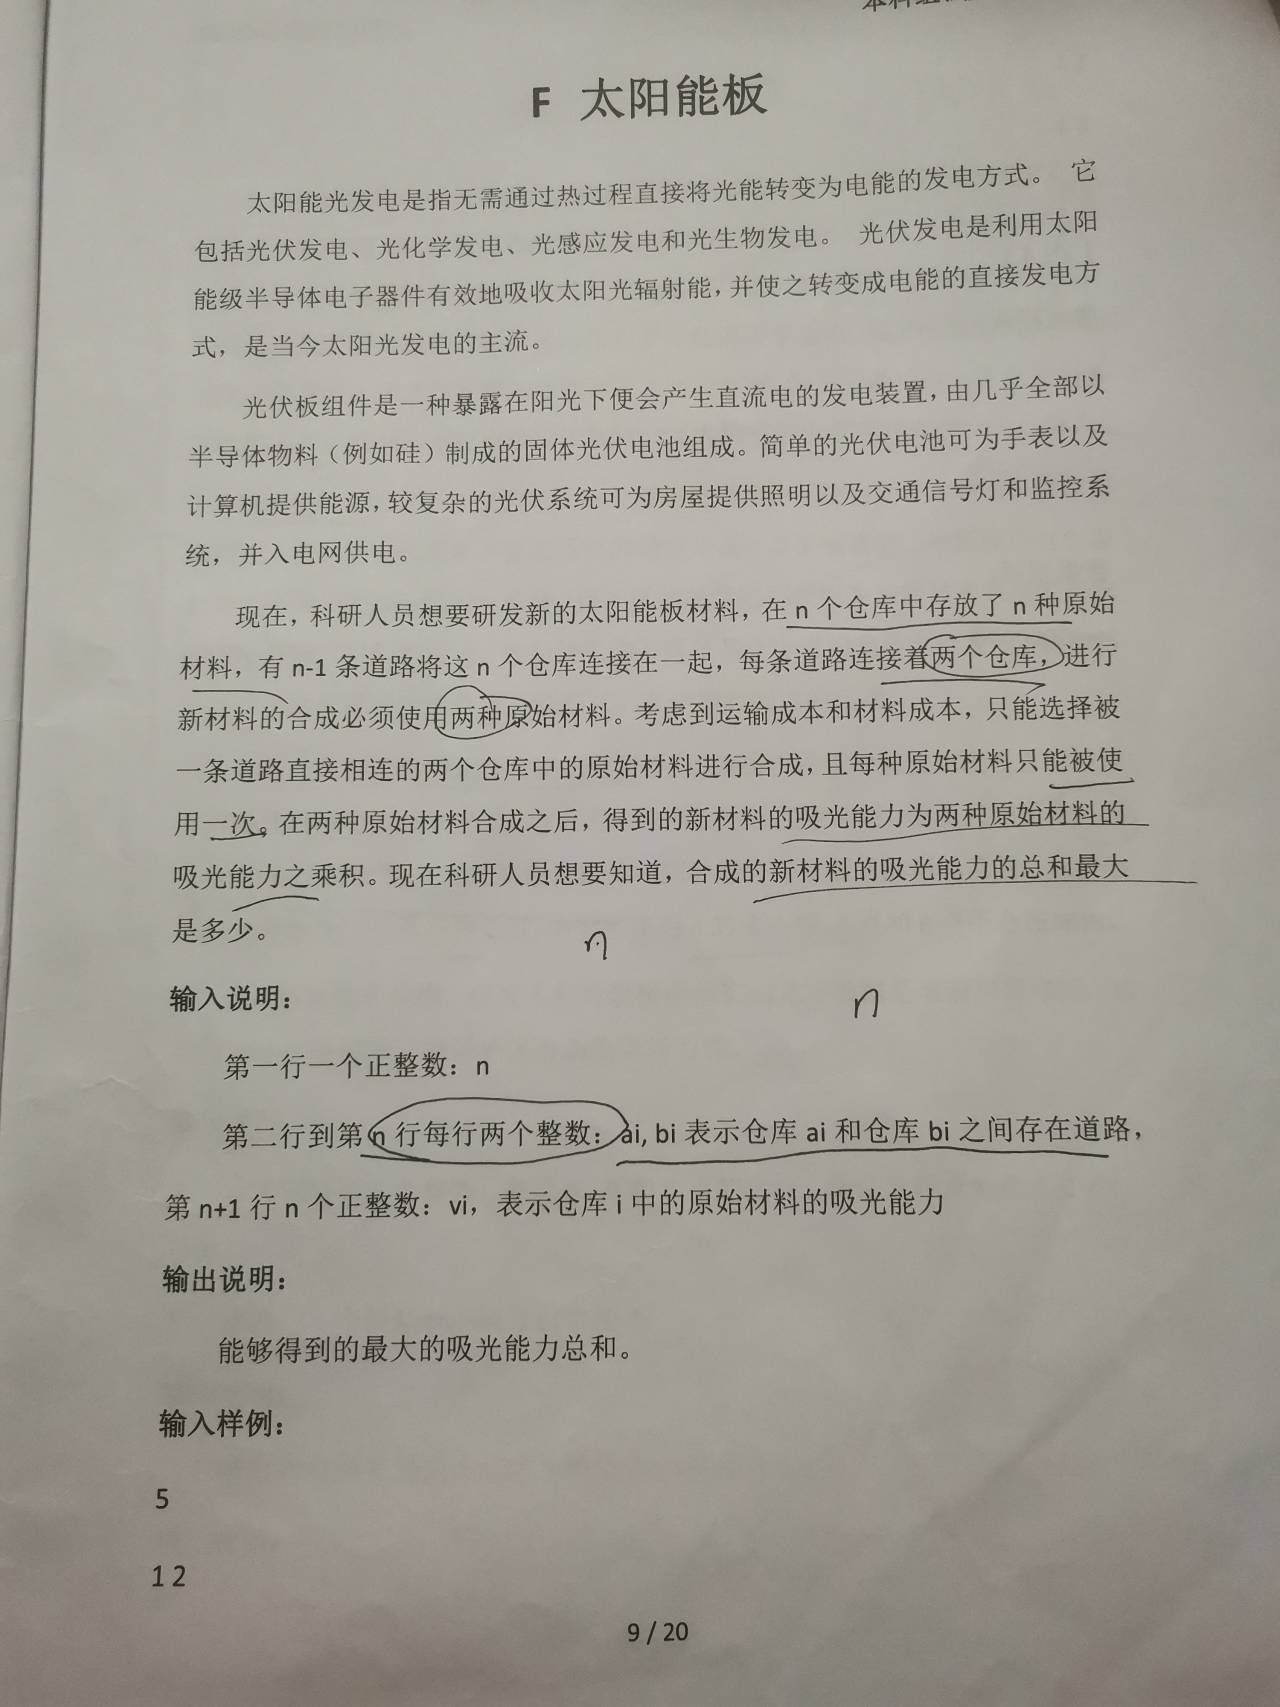 F 太阳能板
太阳能光发电是指无需通过热过程直接将光能转变为电能的发电方式。 它
包括光伏发电、光化学发电、光感应发电和光生物发电。 光伏发电是利用太阳
能级半导体电子器件有效地吸收太阳光辐射能，并使之转变成电能的直接发电方
式，是当今太阳光发电的主流。
光伏板组件是一种暴露在阳光下便会产生直流电的发电装置，由几乎全部以
半导体物料（例如硅）制成的固体光伏电池组成。简单的光伏电池可为手表以及
计算机提供能源，较复杂的光伏系统可为房屋提供照明以及交通信号灯和监控系
统，并入电网供电。
现在，科研人员想要研发新的太阳能板材料，在 n 个仓库中存放了 n 种原始
材料，有 n-1 条道路将这 n 个仓库连接在一起，每条道路连接着两个仓库，进行
新材料的合成必须使用两种原始材料。考虑到运输成本和材料成本，只能选择被
一条道路直接相连的两个仓库中的原始材料进行合成，且每种原始材料只能被使
用一次。在两种原始材料合成之后，得到的新材料的吸光能力为两种原始材料的
吸光能力之乘积。现在科研人员想要知道，合成的新材料的吸光能力的总和最大
是多少。
n
n
输入说明：
第一行一个正整数：n
第二行到第 n 行每行两个整数：ai, bi 表示仓库 ai 和仓库 bi 之间存在道路，
第 n+1 行 n 个正整数：vi，表示仓库 i 中的原始材料的吸光能力
输出说明：
能够得到的最大的吸光能力总和。
输入样例：
5
1 2
9 / 20